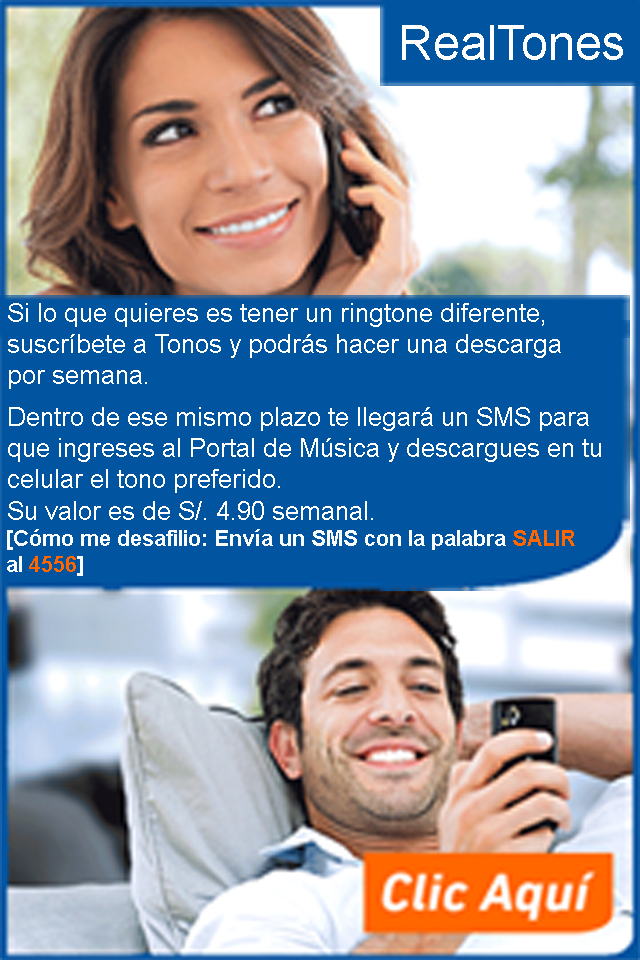 RealTones
Si lo que quieres es tener un ringtone diferente,
suscríbete a Tonos y podrás hacer una descarga
por semana.
Dentro de ese mismo plazo te llegará un SMS para
que ingreses al Portal de Música y descargues en tu
celular el tono preferido.
Su valor es de S/. 4.90 semanal.
[Cómo me desafilio: Envía un SMS con la palabra SALIR
al 4556]
Clic Aquí